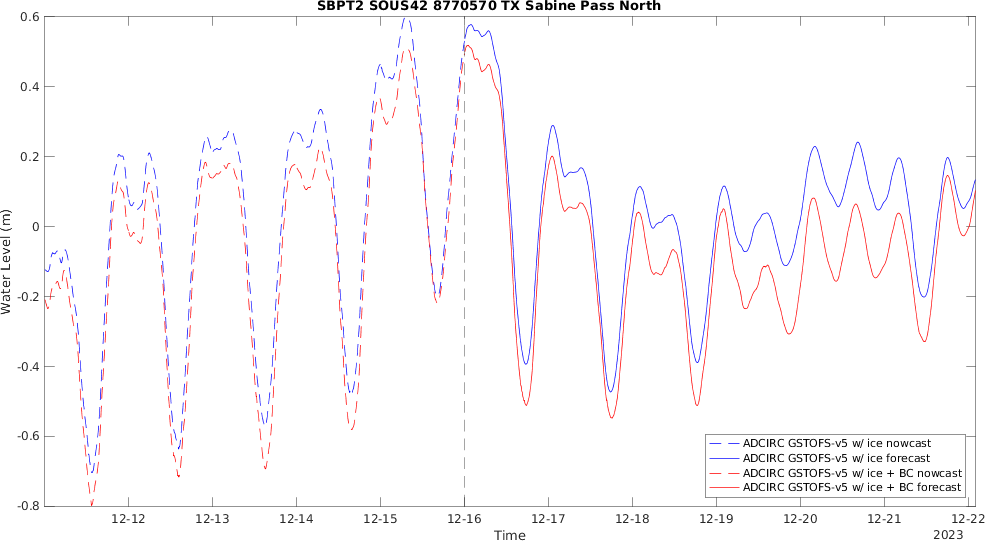 SBPT2 SOUS42 8770570 TX Sabine Pass North
Water Level (m)
0.6
0.4
0.2
0
-0.2
-0.4
-0.6
-0.8
ADCIRC GSTOFS-v5 w/ ice nowcast
ADCIRC GSTOFS-v5 w/ ice forecast
ADCIRC GSTOFS-v5 w/ ice + BC nowcast
ADCIRC GSTOFS-v5 w/ ice + BC forecast
12-12 12-13 12-14 12-15 12-16 12-17 12-18 12-19 12-20 12-21 12-22
Time
2023